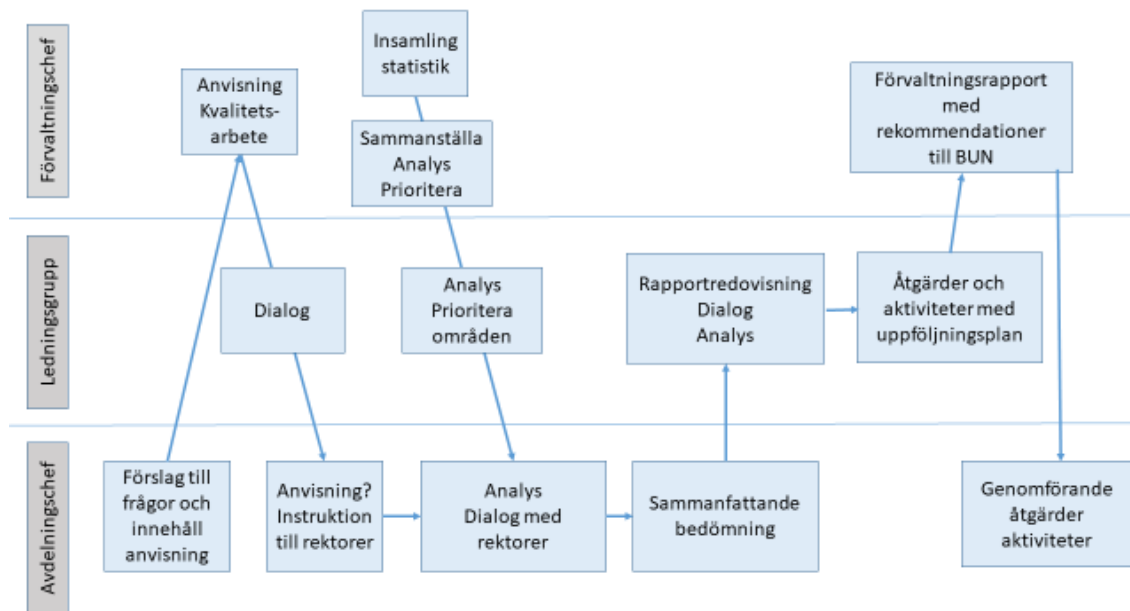 Förvaltningschef
Anvisning
Kvalitets-
arbete
Insamling
statistik
Sammanställa
Analys
Prioritera
Förvaltningsrapport
med
rekommendationer
till BUN
Ledningsgrupp
Dialog
Analys
Prioritera
områden
Rapportredovisning
Dialog
Analys
Åtgärder och
aktiviteter med
uppföljningsplan
Avdelningschef
Förslag till
frågor och
innehåll
anvisning
Anvisning?
Instruktion
till rektorer
Analys
Dialog med
rektorer
Sammanfattande
bedömning
Genomförande
åtgärder
aktiviteter